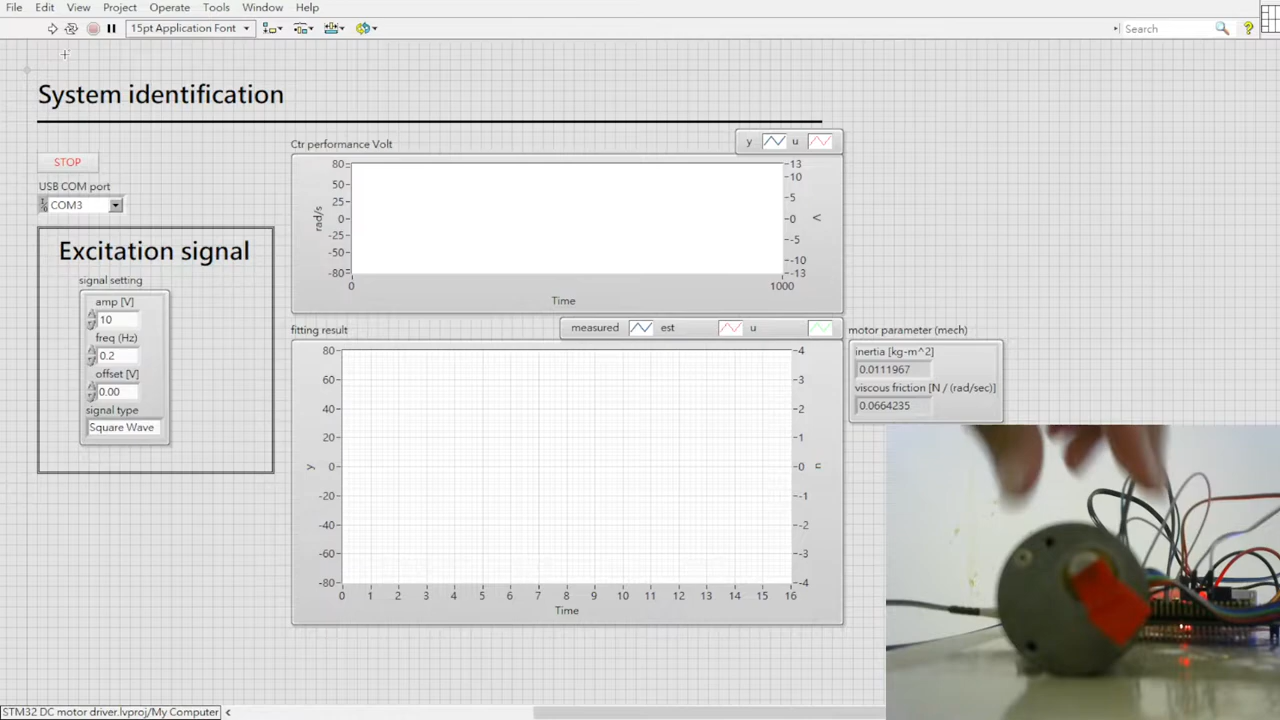 File Edit View Project Operate Tools Window Help
15pt Application Font Search
System identification
STOP
USB COM port
COM3
Excitation signal
signal setting
amp [V]
10
freq (Hz)
0.2
offset [V]
0.00
signal type
Square Wave
Ctr performance Volt
y u
80
50
25
0
-25
-50
-80
rad/s
13
10
5
0
-5
-10
-13
V
0 1000
Time
fitting result
measured est u
80
60
40
20
0
-20
-40
-60
-80
y
4
3
2
1
0
-1
-2
-3
-4
u
0 1 2 3 4 5 6 7 8 9 10 11 12 13 14 15 16
Time
motor parameter (mech)
inertia [kg-m^2]
0.0111967
viscous friction [N / (rad/sec)]
0.0664235
STM32 DC motor driver.lvproj/My Computer